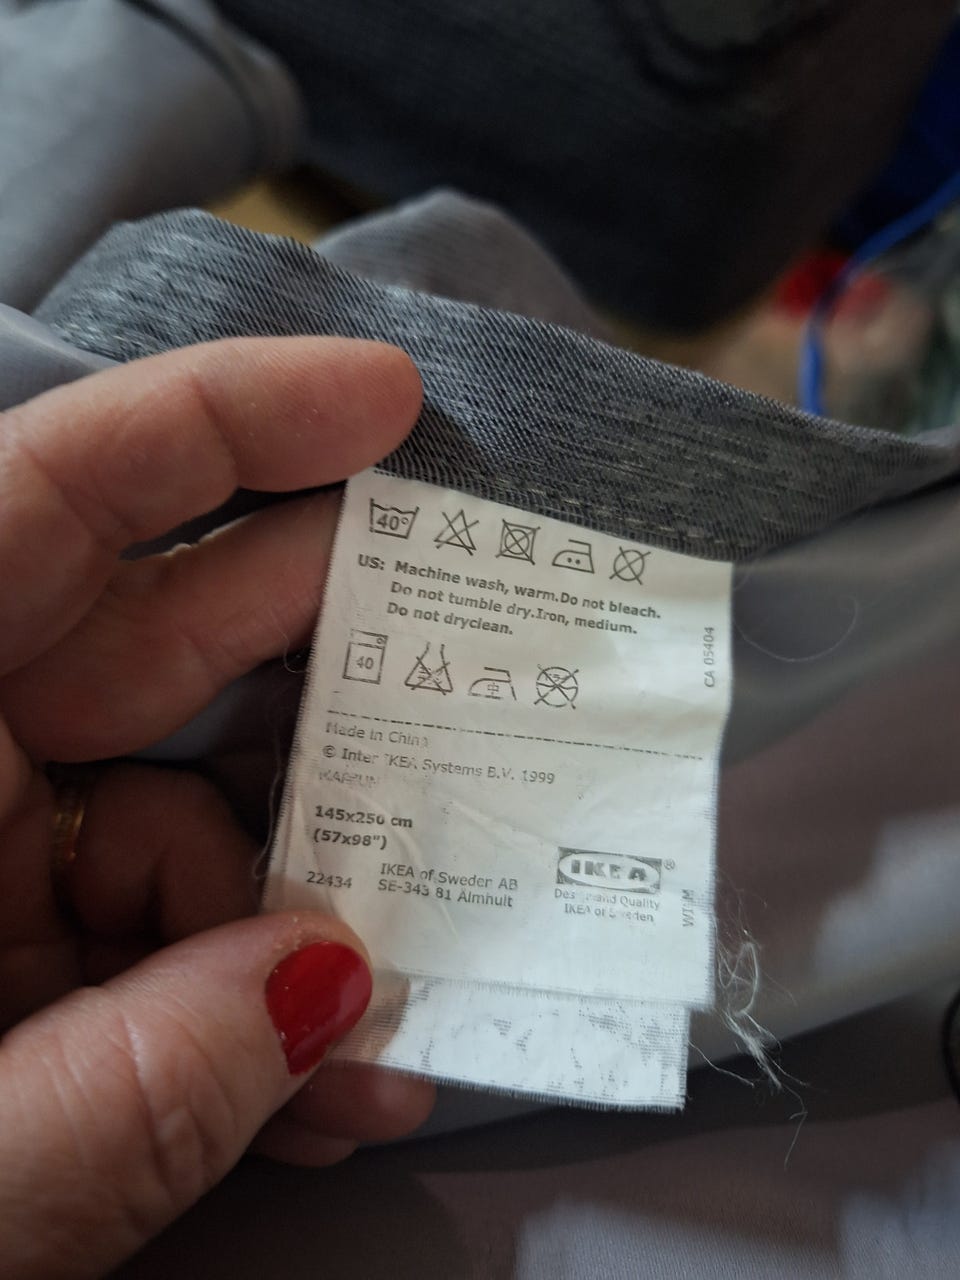 40°
US: Machine wash, warm.Do not bleach.
Do not tumble dry.Iron, medium.
Do not dryclean.
40
中
CA 05404
Made in China
© Inter IKEA Systems B.V. 1999
145x250 cm
(57x98")
22434
IKEA of Sweden AB
SE-343 81 Älmhult
IKEA®
Design and Quality
IKEA of Sweden